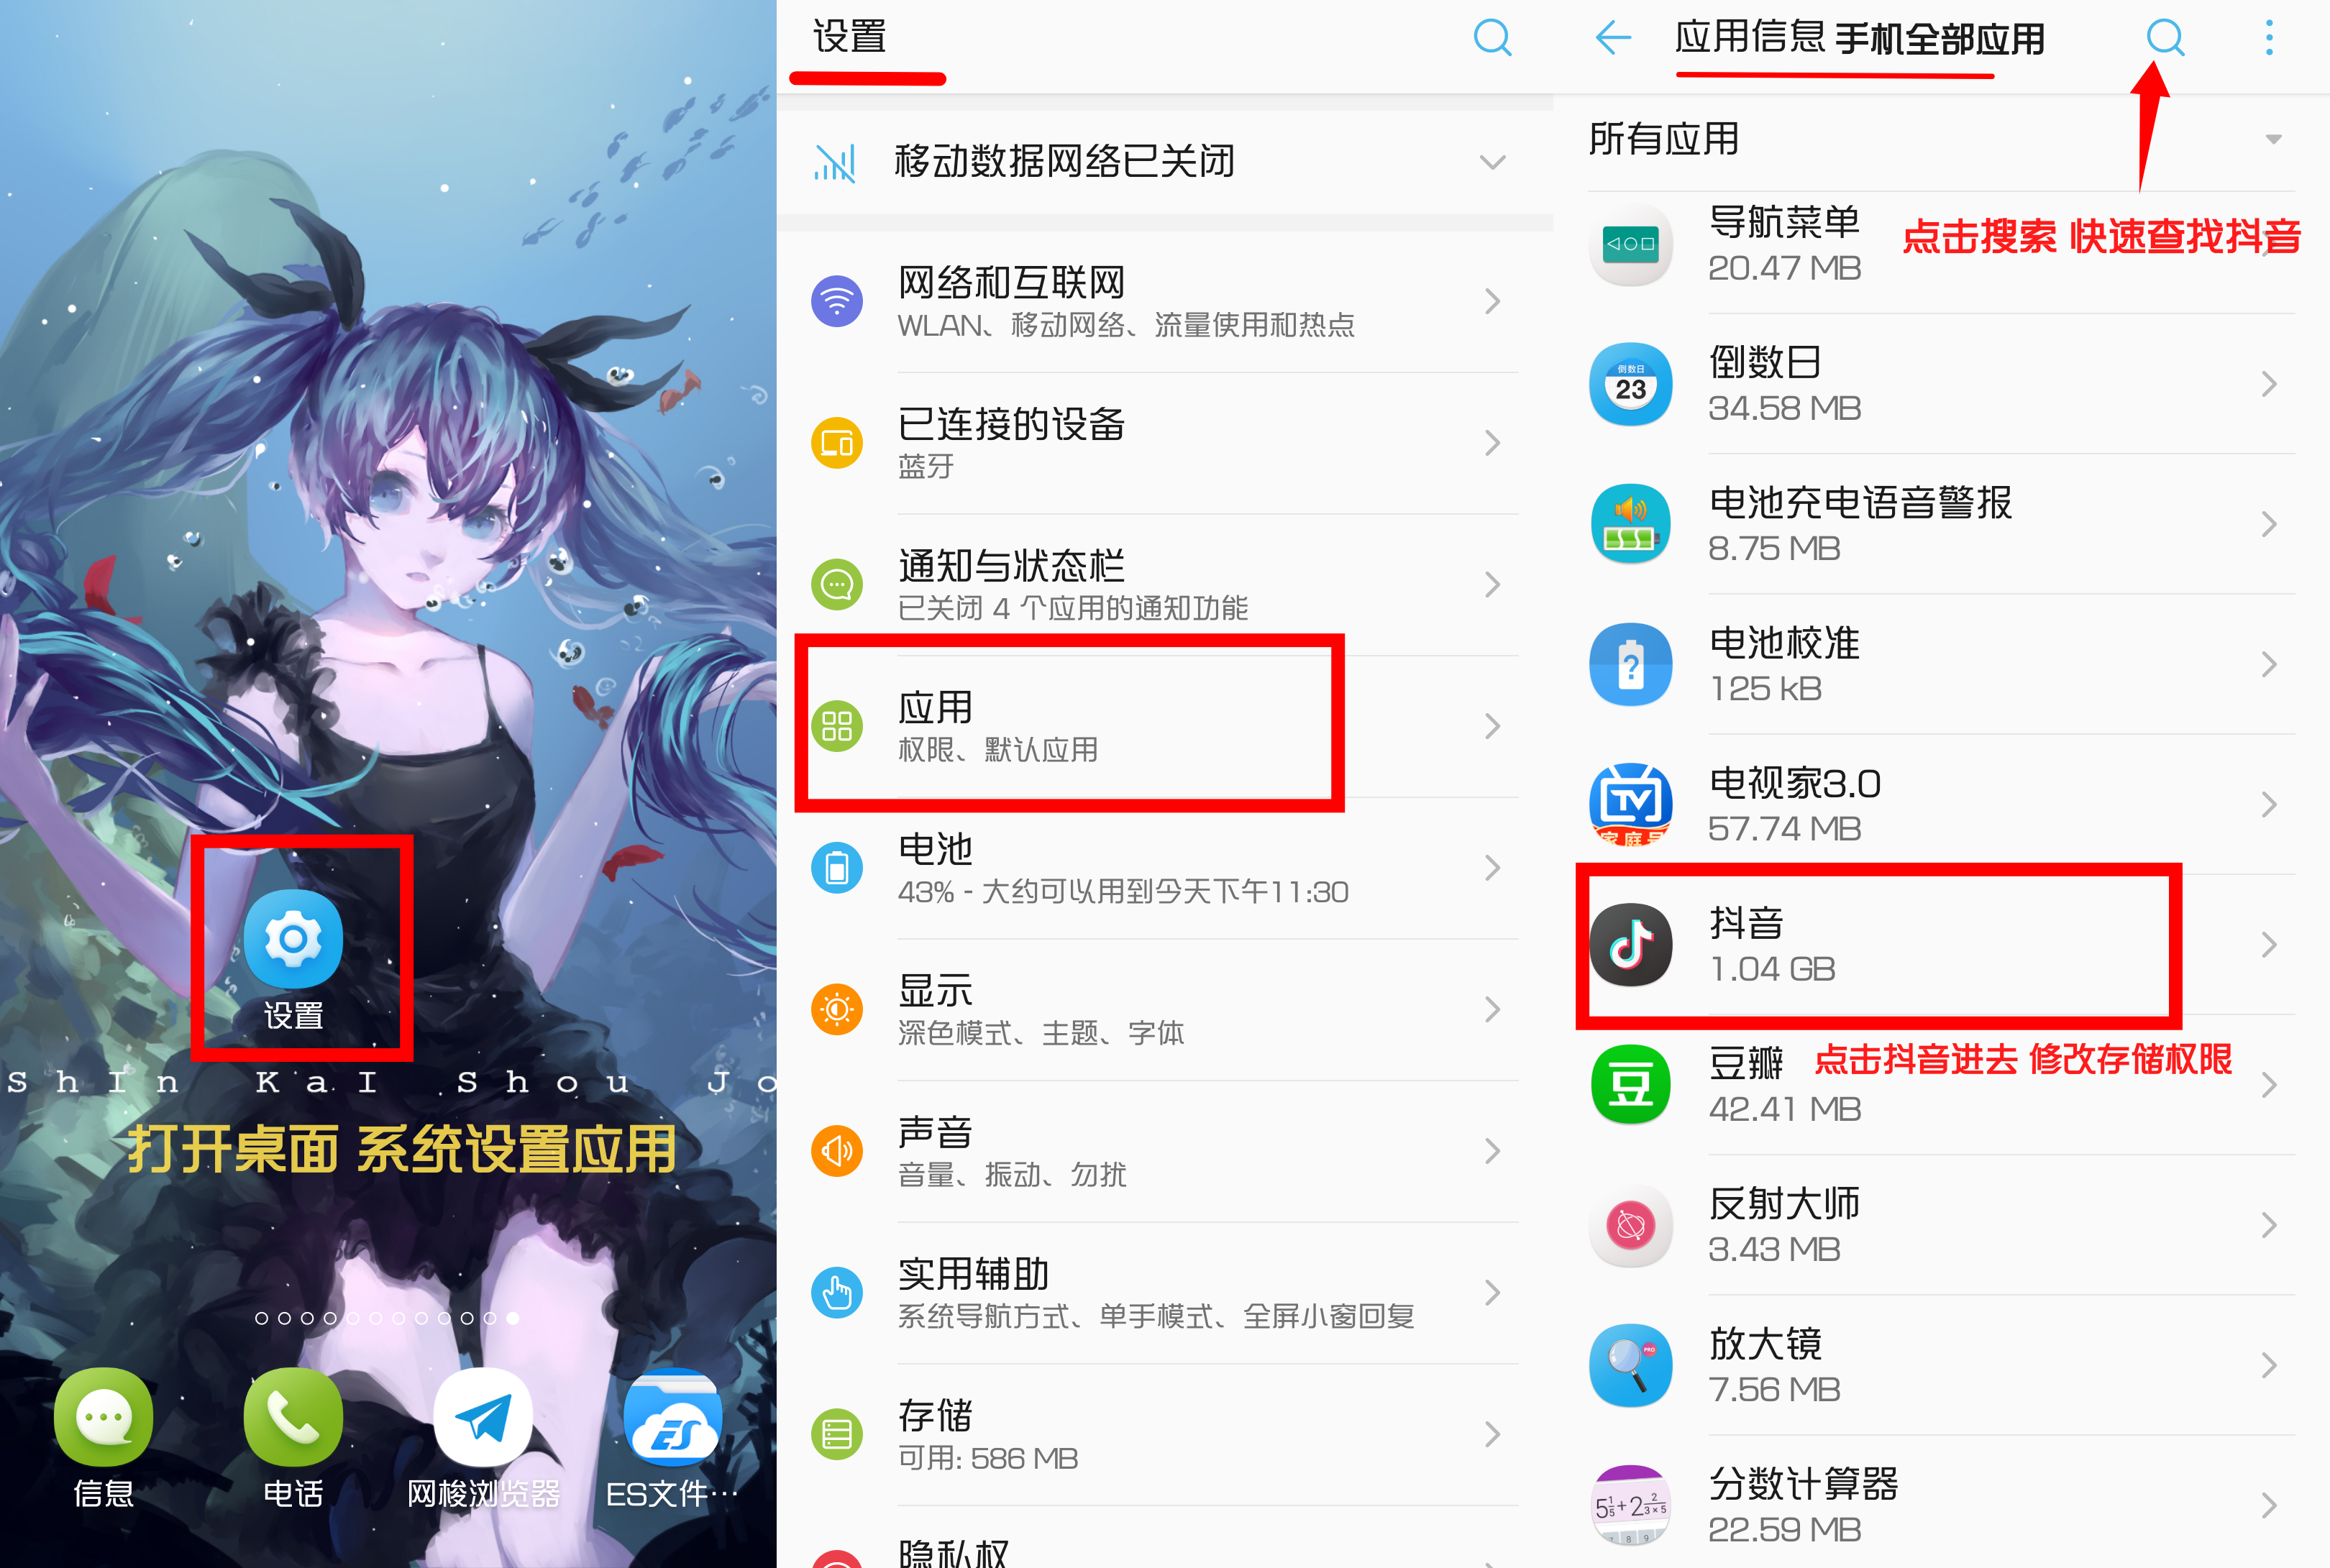 设置
ShIn KaI Shou Jo
打开桌面 系统设置应用
信息
电话
网梭浏览器
ES文件…
设置
移动数据网络已关闭
网络和互联网
WLAN、移动网络、流量使用和热点
已连接的设备
蓝牙
通知与状态栏
已关闭 4 个应用的通知功能
应用
权限、默认应用
电池
43% - 大约可以用到今天下午11:30
显示
深色模式、主题、字体
声音
音量、振动、勿扰
实用辅助
系统导航方式、单手模式、全屏小窗回复
存储
可用: 586 MB
隐私权
应用信息 手机全部应用
所有应用
导航菜单
20.47 MB
点击搜索 快速查找抖音
倒数日
23
倒数日
34.58 MB
电池充电语音警报
8.75 MB
电池校准
125 kB
TV
电视家3.0
57.74 MB
抖音
1.04 GB
豆
豆瓣
点击抖音进去 修改存储权限
42.41 MB
反射大师
3.43 MB
PRO
放大镜
7.56 MB
分数计算器
22.59 MB